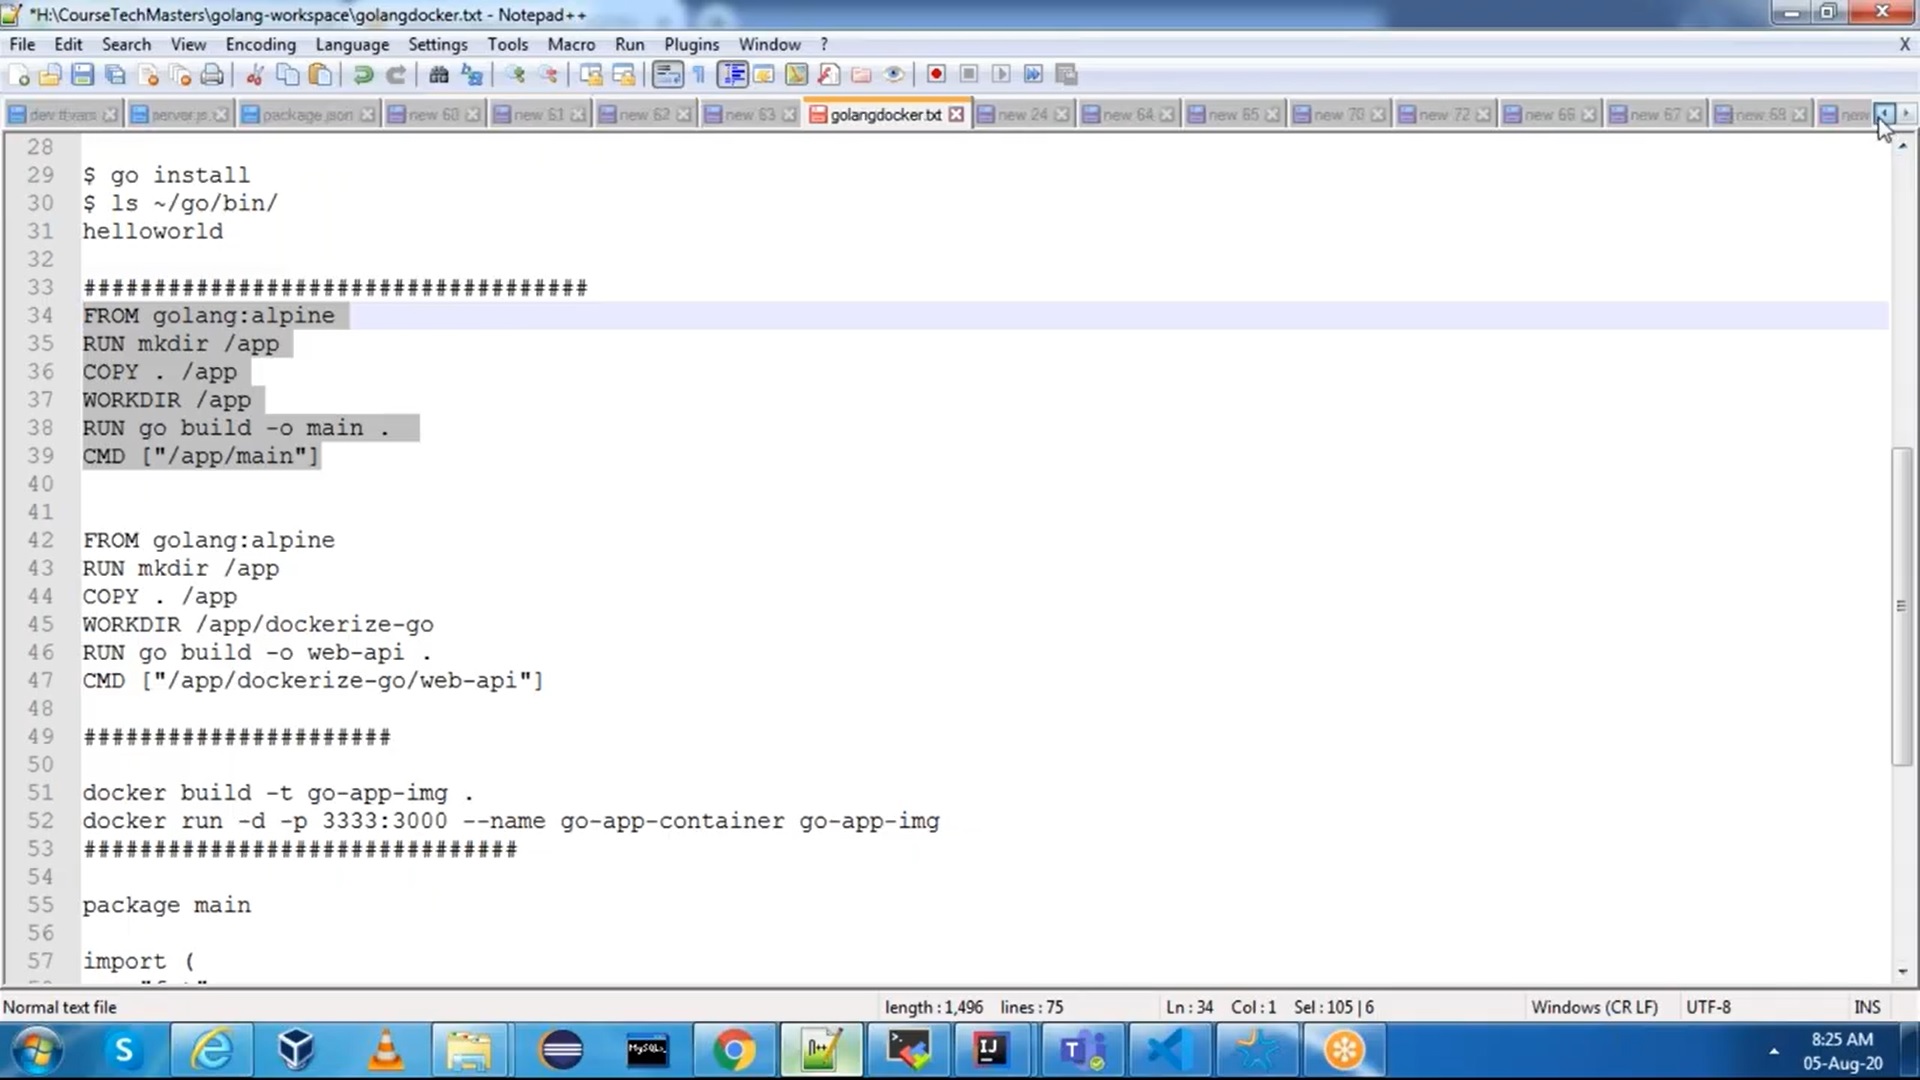 *H:\CourseTechMasters\golang-workspace\golangdocker.txt - Notepad++
File Edit Search View Encoding Language Settings Tools Macro Run Plugins Window ? X
dev.tfvars server.js package.json new 60 new 61 new 62 new 63 golangdocker.txt new 24 new 64 new 65 new 70 new 72 new 66 new 67 new 68 new
28
29 $ go install
30 $ ls ~/go/bin/
31 helloworld
32
33 ####################################
34 FROM golang:alpine
35 RUN mkdir /app
36 COPY . /app
37 WORKDIR /app
38 RUN go build -o main .
39 CMD ["/app/main"]
40
41
42 FROM golang:alpine
43 RUN mkdir /app
44 COPY . /app
45 WORKDIR /app/dockerize-go
46 RUN go build -o web-api .
47 CMD ["/app/dockerize-go/web-api"]
48
49 ######################
50
51 docker build -t go-app-img .
52 docker run -d -p 3333:3000 --name go-app-container go-app-img
53 ###############################
54
55 package main
56
57 import (
Normal text file length : 1,496 lines : 75 Ln : 34 Col : 1 Sel : 105 | 6 Windows (CR LF) UTF-8 INS
8:25 AM
05-Aug-20